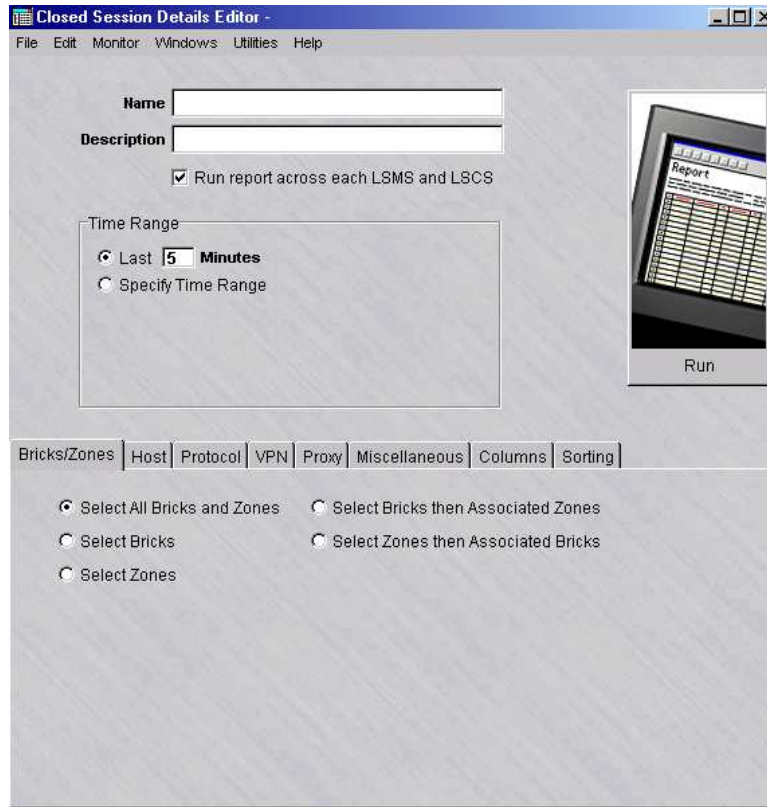 Closed Session Details Editor -
File Edit Monitor Windows Utilities Help
Name
Description
Run report across each LSMS and LSCS
Time Range
Last 5 Minutes
Specify Time Range
Report
Run
Bricks/Zones Host Protocol VPN Proxy Miscellaneous Columns Sorting
Select All Bricks and Zones Select Bricks then Associated Zones
Select Bricks Select Zones then Associated Bricks
Select Zones